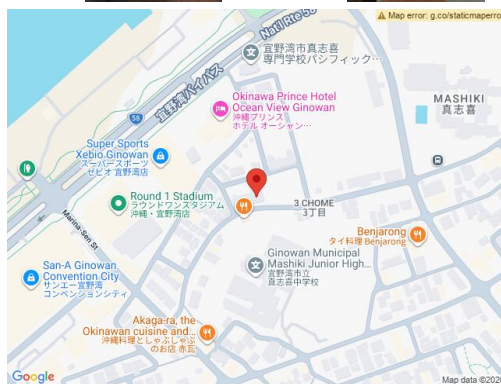 Map error: g.co/staticmaperro
Nat'l Rte 58
宜野湾市真志喜
専門学校パシフィック…
宜野湾バイパス
MASHIKI
真志喜
Okinawa Prince Hotel
Ocean View Ginowan
沖縄プリンス
ホテル オーシャン…
58
Super Sports
Xebio Ginowan
スーパースポーツ
ゼビオ 宜野湾店
Round 1 Stadium
ラウンドワンスタジアム
沖縄・宜野湾店
3 CHOME
3丁目
Marina-Sen St
Benjarong
タイ料理 Benjarong
Ginowan Municipal
Mashiki Junior High...
宜野湾市立
真志喜中学校
San-A Ginowan
Convention City
サンエー宜野湾
コンベンションシティ
Akaga-ra, the
Okinawan cuisine and...
沖縄料理としゃぶしゃぶ
のお店 赤瓦
Google
Map data ©202